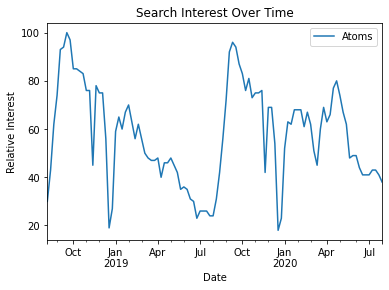 Search Interest Over Time
Atoms
100
80
60
40
20
Relative Interest
Oct
Jan
2019
Apr
Jul
Oct
Jan
2020
Apr
Jul
Date